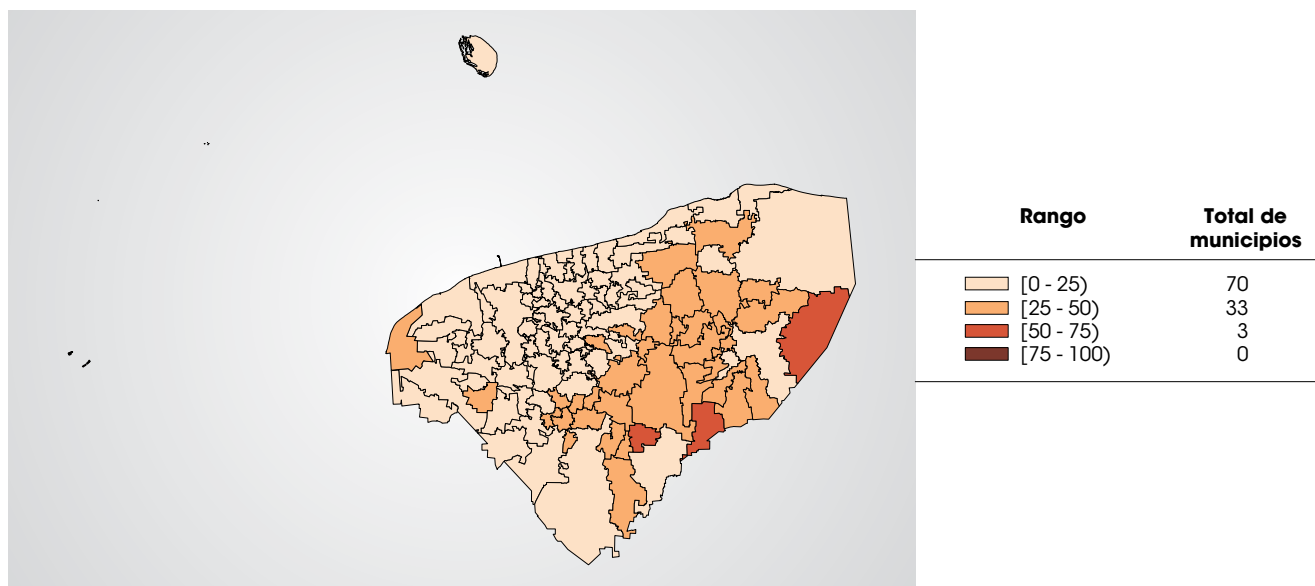 Rango Total de
municipios
[0 - 25) 70
[25 - 50) 33
[50 - 75) 3
[75 - 100) 0